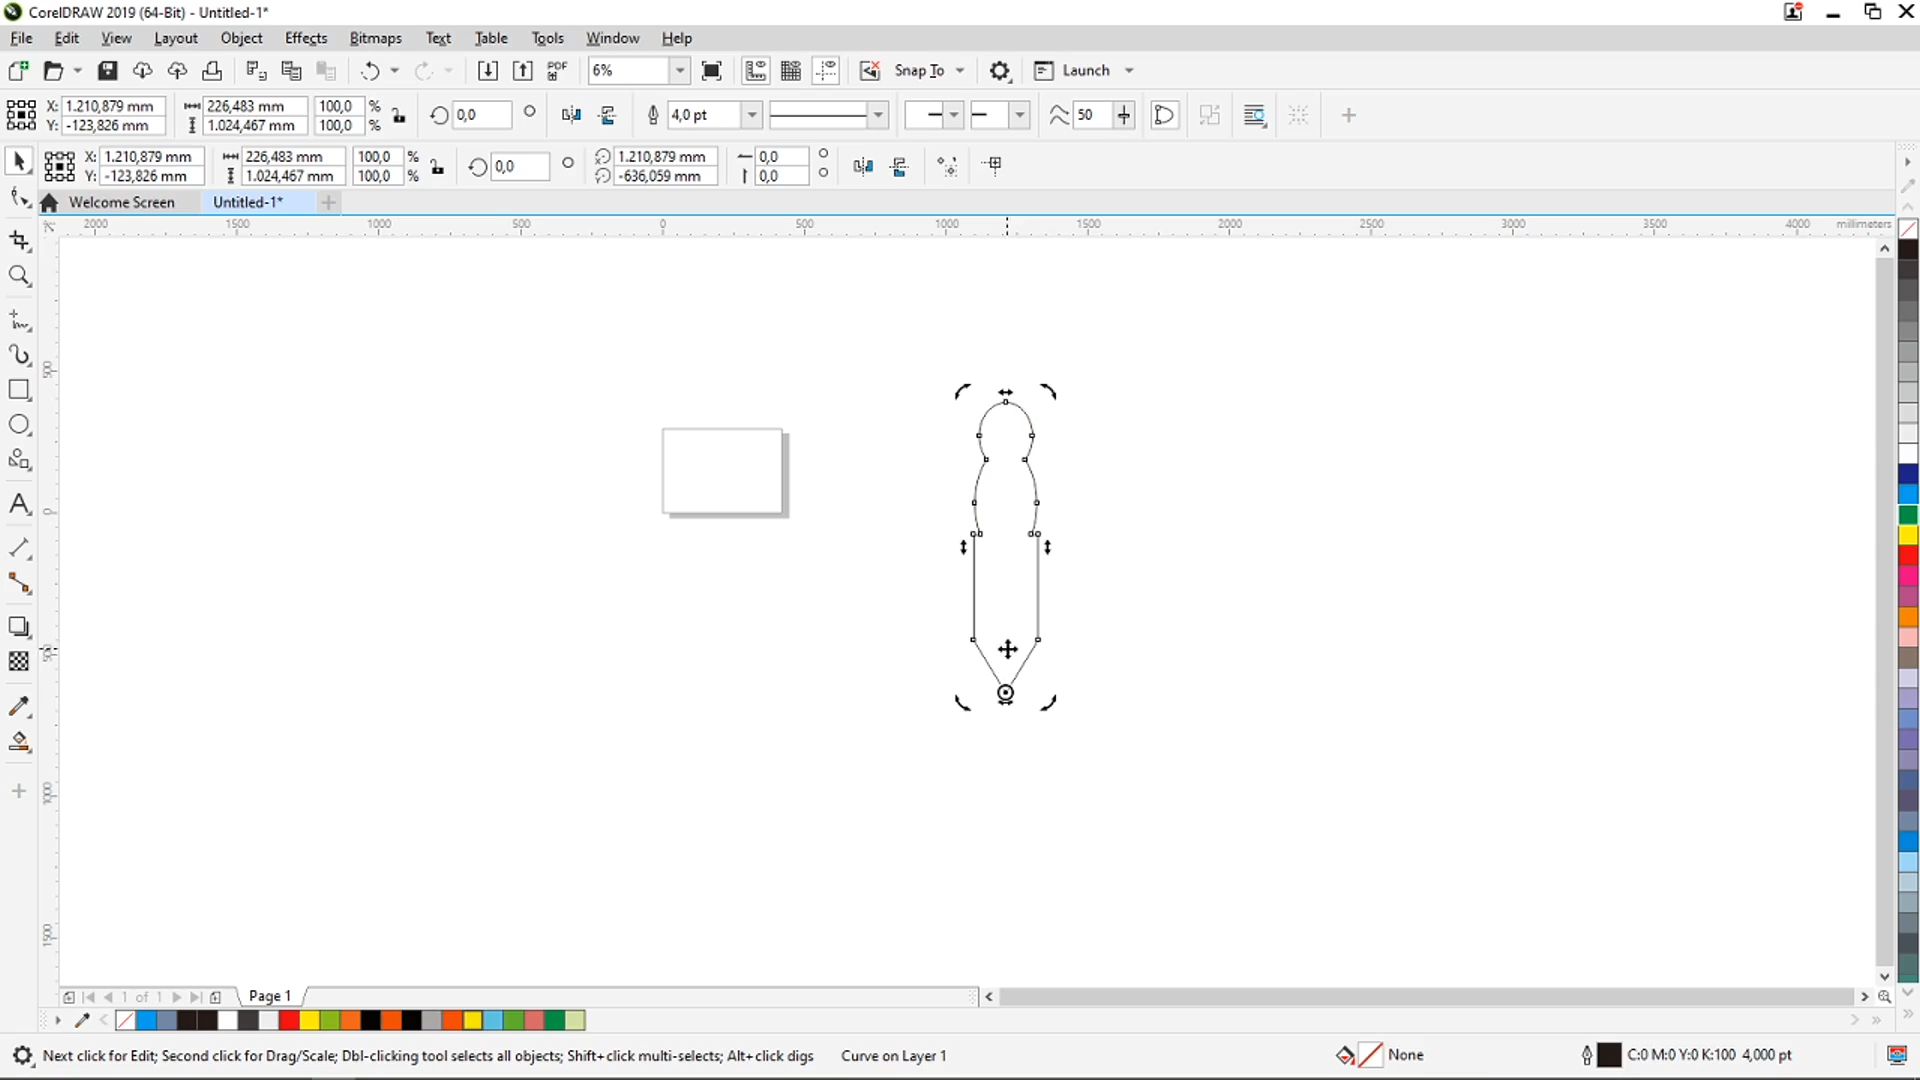 CorelDRAW 2019 (64-Bit) - Untitled-1*
File Edit View Layout Object Effects Bitmaps Text Table Tools Window Help
PDF 6% Snap To Launch
X: 1.210,879 mm 226,483 mm 100,0 % 0,0 4,0 pt 50
Y: -123,826 mm 1.024,467 mm 100,0 %
X: 1.210,879 mm 226,483 mm 100,0 % 0,0 1.210,879 mm 0,0
Y: -123,826 mm 1.024,467 mm 100,0 % -636,059 mm 0,0
Welcome Screen Untitled-1*
2000 1500 1000 500 0 500 1000 1500 2000 2500 3000 3500 4000 millimeters
500
0
500
1000
1500
1 of 1 Page 1
Next click for Edit; Second click for Drag/Scale; Dbl-clicking tool selects all objects; Shift+click multi-selects; Alt+click digs Curve on Layer 1 None C:0 M:0 Y:0 K:100 4,000 pt